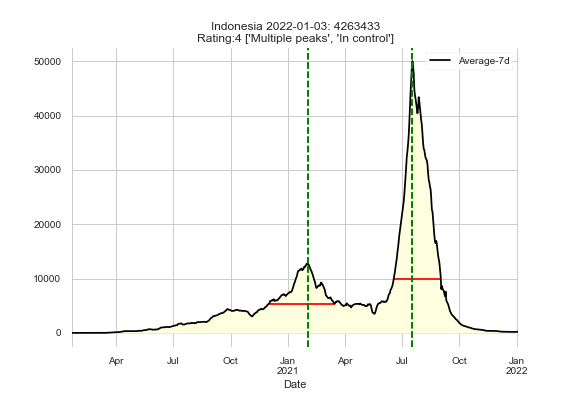 Indonesia 2022-01-03: 4263433
Rating:4 ['Multiple peaks', 'In control']
Average-7d
50000
40000
30000
20000
10000
0
Apr Jul Oct Jan Apr Jul Oct Jan
2021 2022
Date